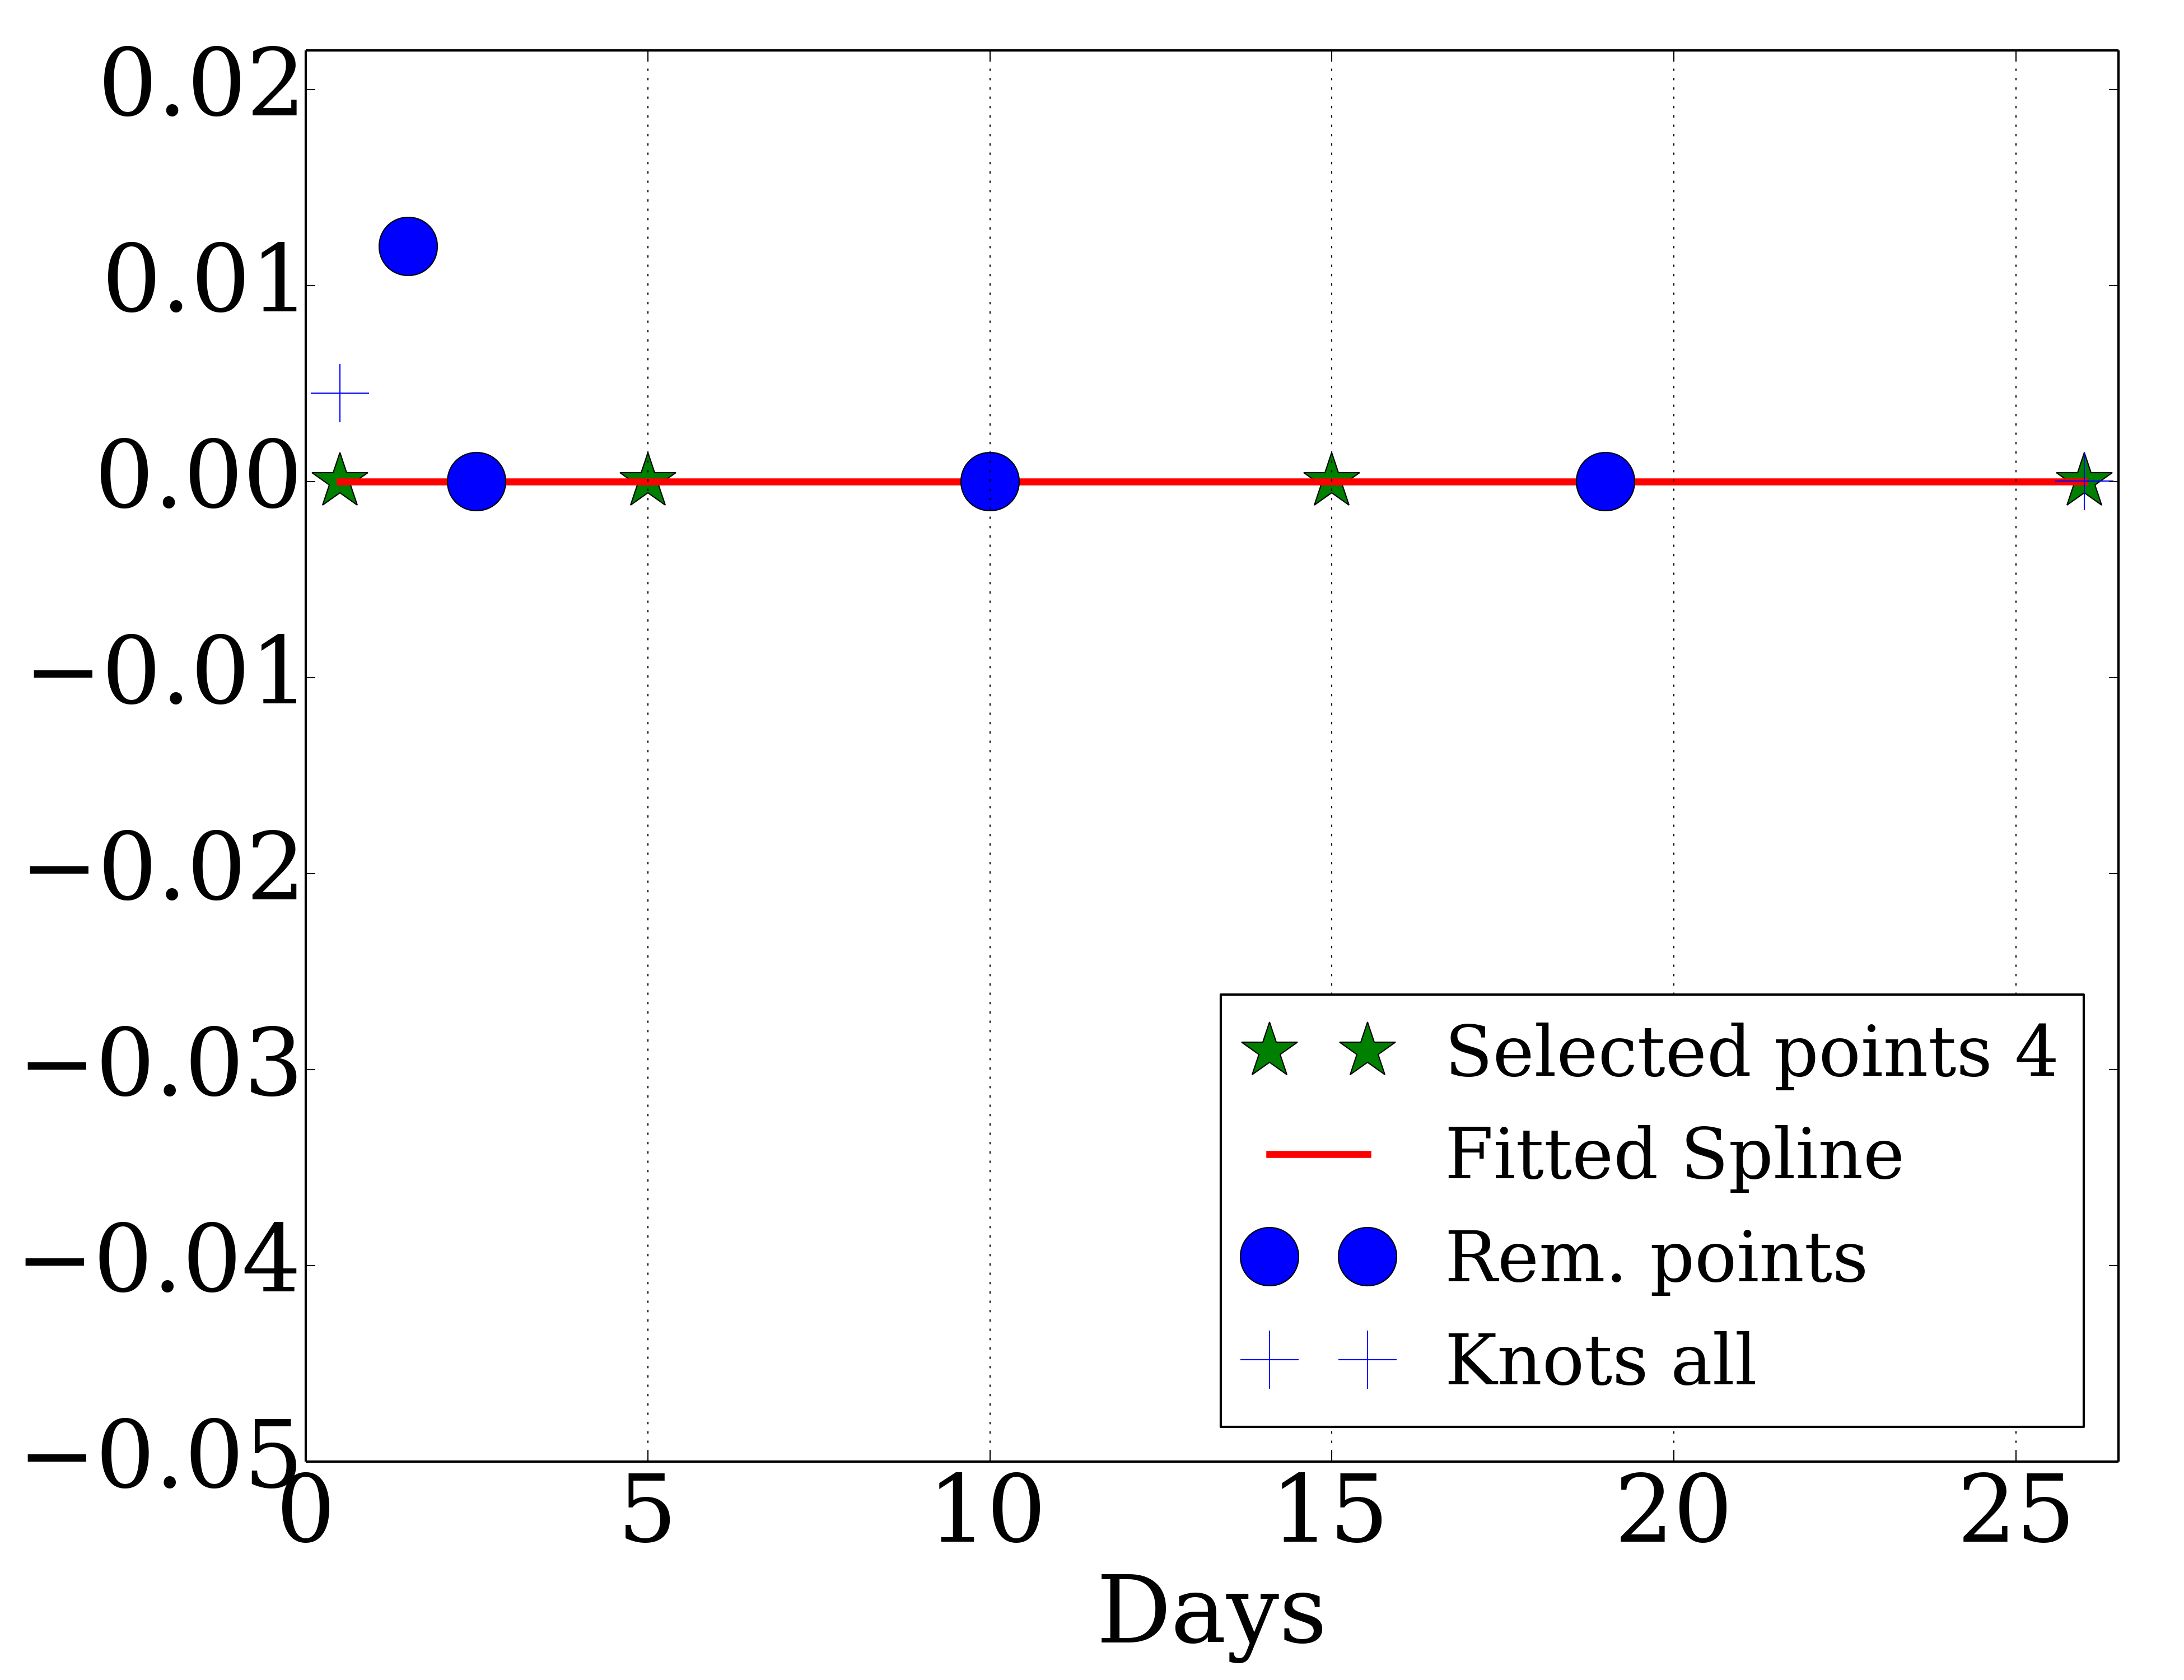 0.02
0.01
0.00
−0.01
−0.02
−0.03
−0.04
−0.05
Selected points 4
Fitted Spline
Rem. points
Knots all
0 5 10 15 20 25
Days